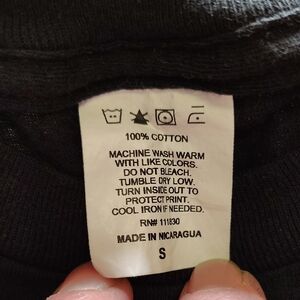 100% COTTON
MACHINE WASH WARM
WITH LIKE COLORS.
DO NOT BLEACH.
TUMBLE DRY LOW.
TURN INSIDE OUT TO
PROTECT PRINT.
COOL IRON IF NEEDED.
RN# 111830
MADE IN NICARAGUA
S